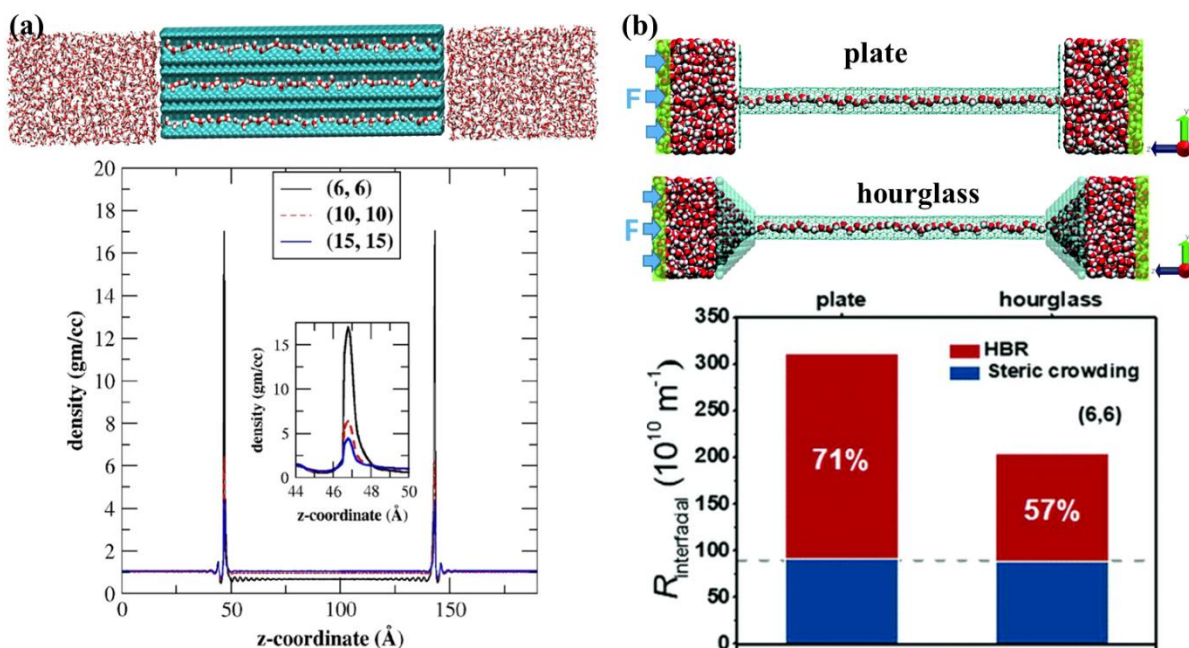 (a)
20
18
16
14
12
10
8
6
4
2
0
density (gm/cc)
(6, 6)
(10, 10)
(15, 15)
15
10
5
0
density (gm/cc)
44 46 48 50
z-coordinate (Å)
0 50 100 150
z-coordinate (Å)
(b)
plate
F
hourglass
F
plate hourglass
350
300
250
200
150
100
50
0
R interfacial (10^10 m^-1)
HBR
Steric crowding
(6,6)
71%
57%